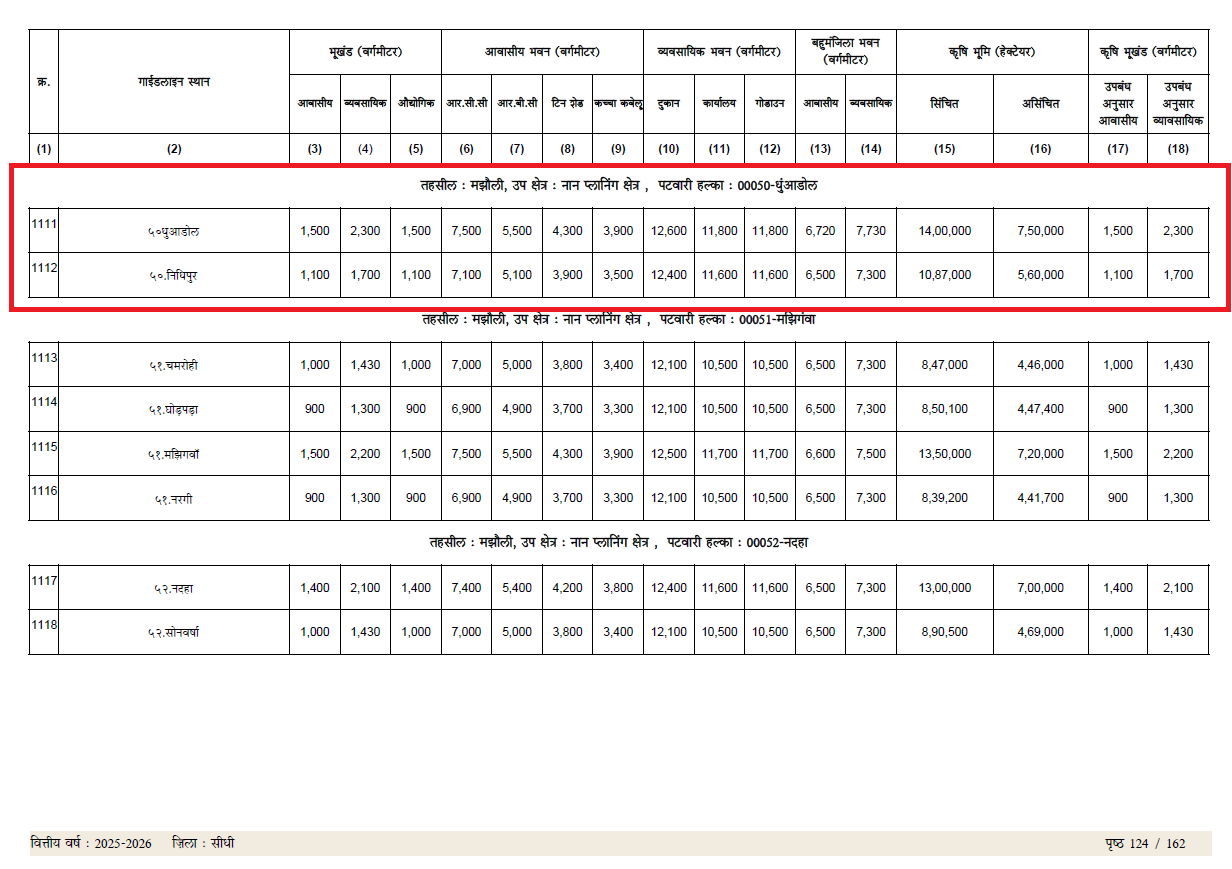 क्र. गाईडलाइन स्थान भूखंड (वर्गमीटर) आवासीय भवन (वर्गमीटर) व्यवसायिक भवन (वर्गमीटर) बहुमंजिला भवन (वर्गमीटर) कृषि भूमि (हेक्टेयर) कृषि भूखंड (वर्गमीटर)
आबासीय व्यबसायिक औद्योगिक आर.सी.सी आर.बी.सी टिन शेड कच्चा कबेलू दुकान कार्यालय गोडाउन आबासीय व्यबसायिक सिंचित असिंचित उपबंध अनुसार आवासीय उपबंध अनुसार व्यावसायिक
(1) (2) (3) (4) (5) (6) (7) (8) (9) (10) (11) (12) (13) (14) (15) (16) (17) (18)
तहसील : मझौली, उप क्षेत्र : नान प्लानिंग क्षेत्र , पटवारी हल्का : 00050-धुंआडोल
1111 ५०धुआडोल 1,500 2,300 1,500 7,500 5,500 4,300 3,900 12,600 11,800 11,800 6,720 7,730 14,00,000 7,50,000 1,500 2,300
1112 ५०.निधिपुर 1,100 1,700 1,100 7,100 5,100 3,900 3,500 12,400 11,600 11,600 6,500 7,300 10,87,000 5,60,000 1,100 1,700
तहसील : मझौली, उप क्षेत्र : नान प्लानिंग क्षेत्र , पटवारी हल्का : 00051-मझिगंवा
1113 ५१.चमरोही 1,000 1,430 1,000 7,000 5,000 3,800 3,400 12,100 10,500 10,500 6,500 7,300 8,47,000 4,46,000 1,000 1,430
1114 ५१.घोड़पड़ा 900 1,300 900 6,900 4,900 3,700 3,300 12,100 10,500 10,500 6,500 7,300 8,50,100 4,47,400 900 1,300
1115 ५१.मझिगवॉं 1,500 2,200 1,500 7,500 5,500 4,300 3,900 12,500 11,700 11,700 6,600 7,500 13,50,000 7,20,000 1,500 2,200
1116 ५१.नरगी 900 1,300 900 6,900 4,900 3,700 3,300 12,100 10,500 10,500 6,500 7,300 8,39,200 4,41,700 900 1,300
तहसील : मझौली, उप क्षेत्र : नान प्लानिंग क्षेत्र , पटवारी हल्का : 00052-नदहा
1117 ५२.नदहा 1,400 2,100 1,400 7,400 5,400 4,200 3,800 12,400 11,600 11,600 6,500 7,300 13,00,000 7,00,000 1,400 2,100
1118 ५२.सोनवर्षा 1,000 1,430 1,000 7,000 5,000 3,800 3,400 12,100 10,500 10,500 6,500 7,300 8,90,500 4,69,000 1,000 1,430
वित्तीय वर्ष : 2025-2026 ज़िला : सीधी पृष्ठ 124 / 162